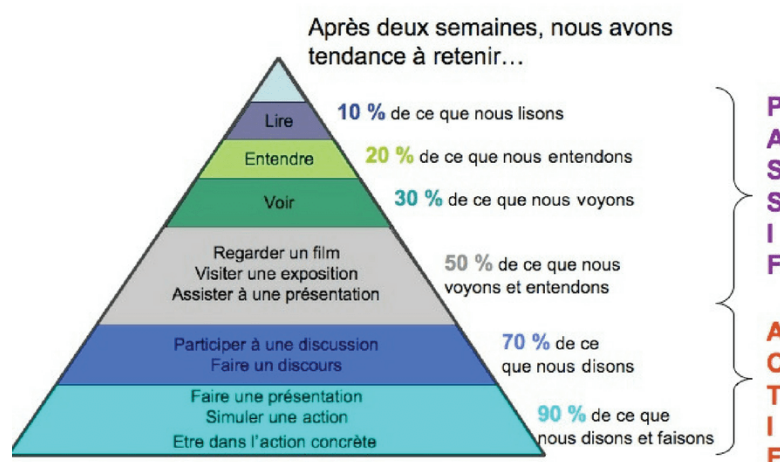 Après deux semaines, nous avons
tendance à retenir…
Lire
10 % de ce que nous lisons
Entendre
20 % de ce que nous entendons
Voir
30 % de ce que nous voyons
Regarder un film
Visiter une exposition
Assister à une présentation
50 % de ce que nous
voyons et entendons
Participer à une discussion
Faire un discours
70 % de ce
que nous disons
Faire une présentation
Simuler une action
Etre dans l'action concrète
90 % de ce que
nous disons et faisons
P
A
S
S
I
F
A
C
T
I
F